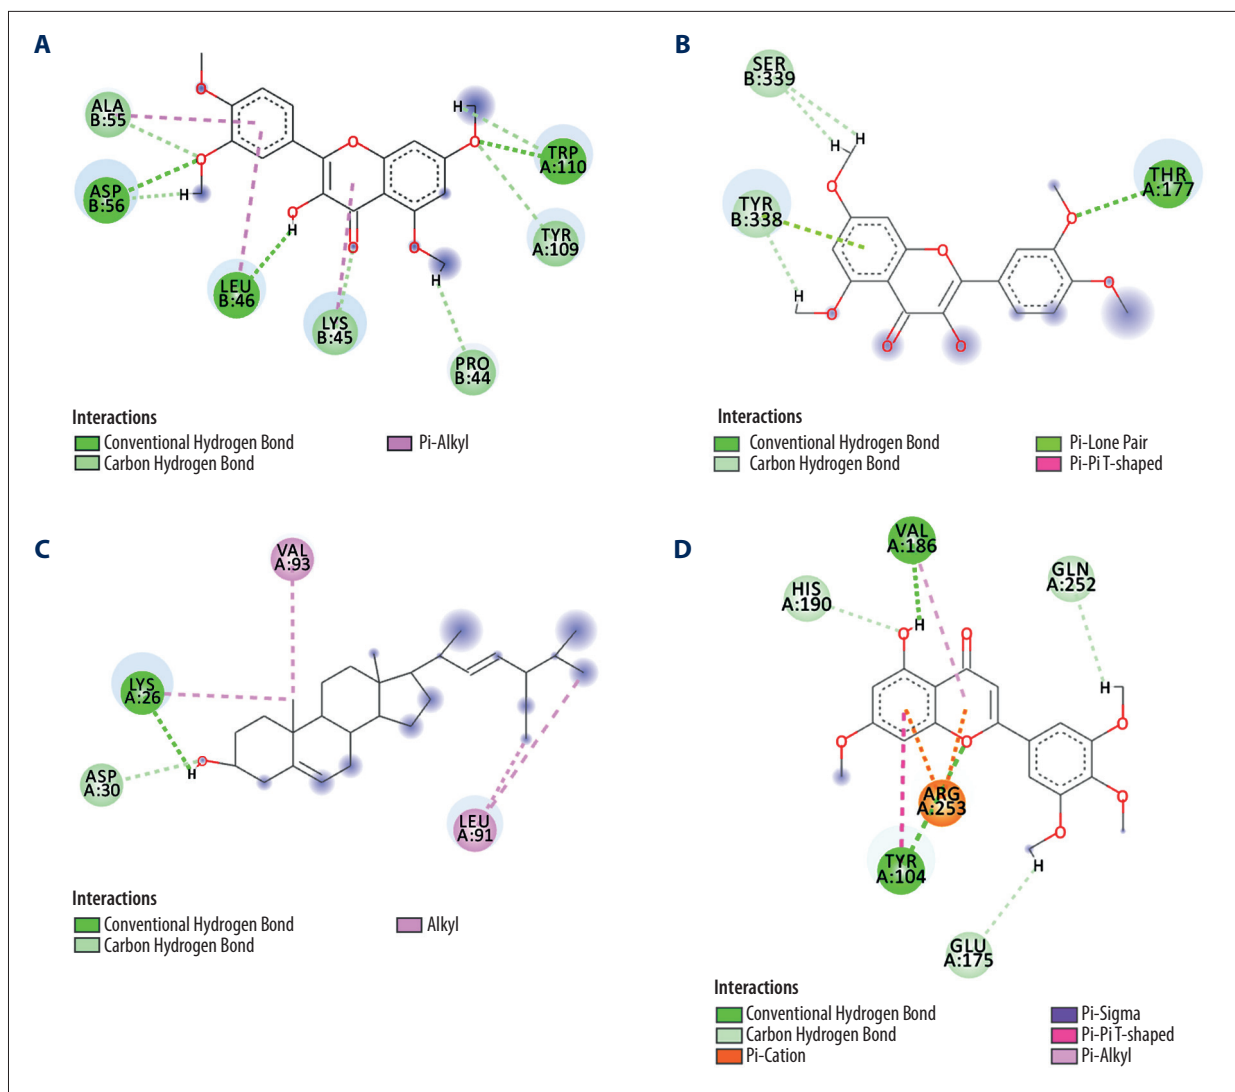 A
ALA
B:55
ASP
B:56
LEU
B:46
LYS
B:45
PRO
B:44
TYR
A:109
TRP
A:110
H
O
O
H
O
H
O
O
O
H
O
H
Interactions
Conventional Hydrogen Bond
Carbon Hydrogen Bond
Pi-Alkyl
B
SER
B:339
TYR
B:338
THR
A:177
H
H
O
H
O
O
O
O
O
O
Interactions
Conventional Hydrogen Bond
Carbon Hydrogen Bond
Pi-Lone Pair
Pi-Pi T-shaped
C
VAL
A:93
LYS
A:26
ASP
A:30
LEU
A:91
H
O
Interactions
Conventional Hydrogen Bond
Carbon Hydrogen Bond
Alkyl
D
VAL
A:186
HIS
A:190
GLN
A:252
ARG
A:253
TYR
A:104
GLU
A:175
H
O
O
H
O
O
O
O
O
H
Interactions
Conventional Hydrogen Bond
Carbon Hydrogen Bond
Pi-Cation
Pi-Sigma
Pi-Pi T-shaped
Pi-Alkyl